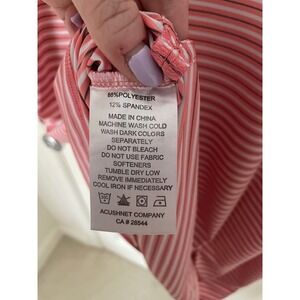 88%POLYESTER
12% SPANDEX
MADE IN CHINA
MACHINE WASH COLD
WASH DARK COLORS
SEPARATELY
DO NOT BLEACH
DO NOT USE FABRIC
SOFTENERS
TUMBLE DRY LOW
REMOVE IMMEDIATELY
COOL IRON IF NECESSARY
ACUSHNET COMPANY
CA # 26544